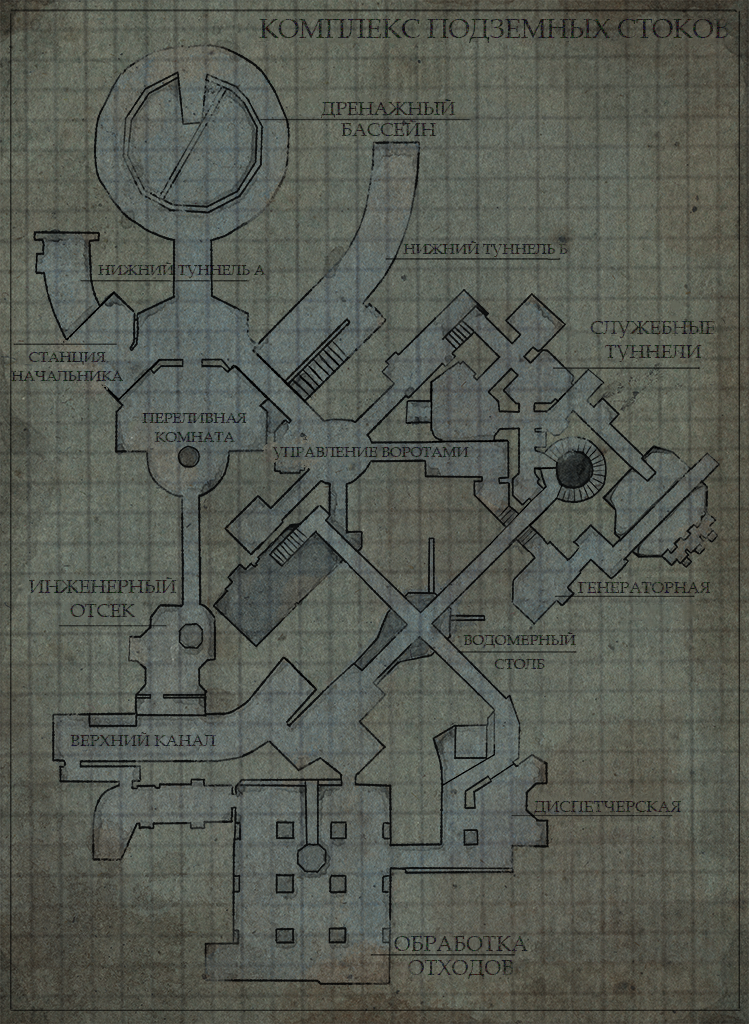 КОМПЛЕКС ПОДЗЕМНЫХ СТОКОВ
ДРЕНАЖНЫЙ
БАССЕЙН
НИЖНИЙ ТУННЕЛЬ Б
НИЖНИЙ ТУННЕЛЬ А
СЛУЖЕБНЫЕ
ТУННЕЛИ
СТАНЦИЯ
НАЧАЛЬНИКА
ПЕРЕЛИВНАЯ
КОМНАТА
УПРАВЛЕНИЕ ВОРОТАМИ
ИНЖЕНЕРНЫЙ
ОТСЕК
ГЕНЕРАТОРНАЯ
ВОДОМЕРНЫЙ
СТОЛБ
ВЕРХНИЙ КАНАЛ
ДИСПЕТЧЕРСКАЯ
ОБРАБОТКА
ОТХОДОВ